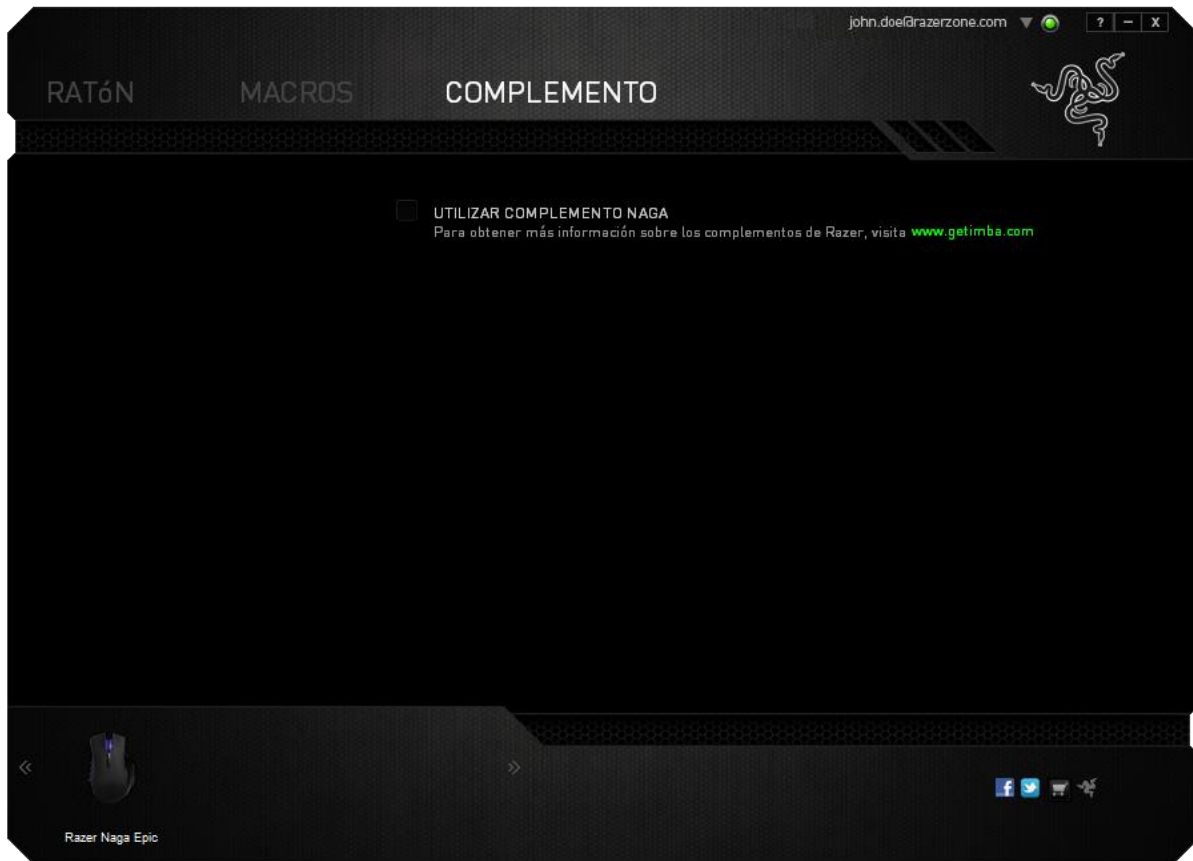 john.doe@razerzone.com
? – X
RATóN MACROS COMPLEMENTO
UTILIZAR COMPLEMENTO NAGA
Para obtener más información sobre los complementos de Razer, visita www.getimba.com
Razer Naga Epic